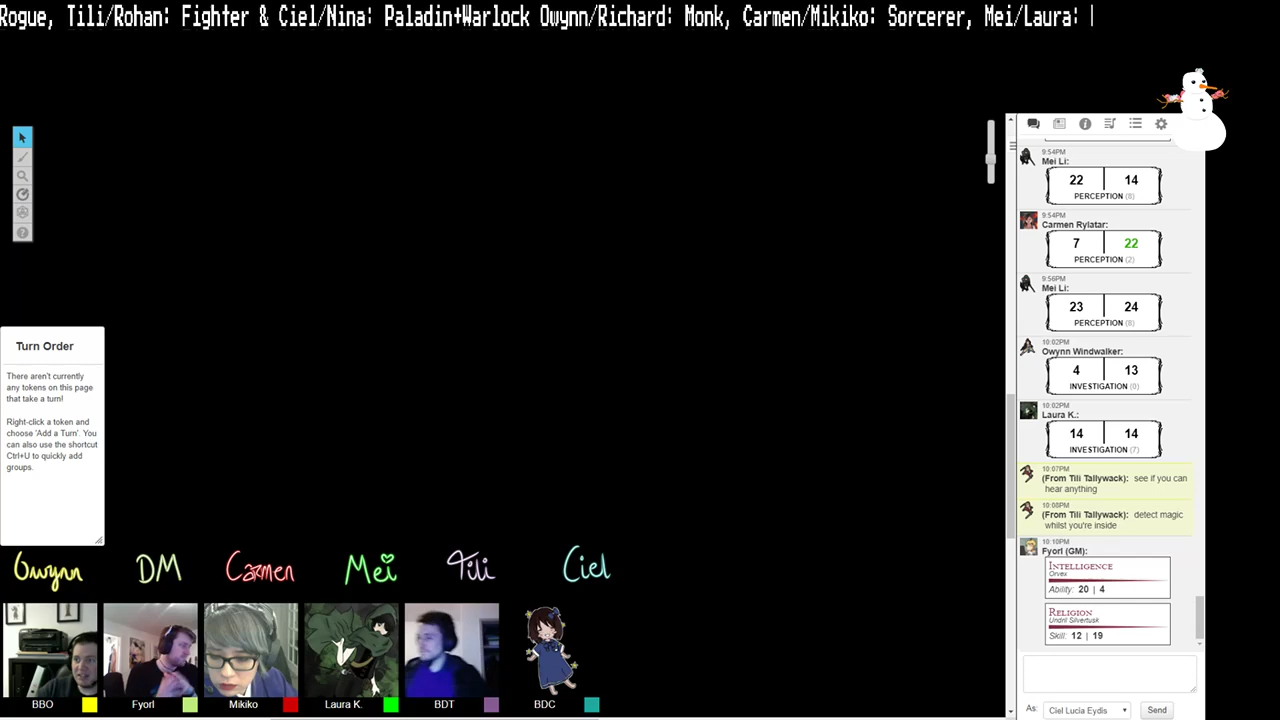 Rogue, Tili/Rohan: Fighter & Ciel/Nina: Paladin+Warlock Owynn/Richard: Monk, Carmen/Mikiko: Sorcerer, Mei/Laura: |
9:54PM
Mei Li:
22 14
PERCEPTION (8)
9:54PM
Carmen Rylatar:
7 22
PERCEPTION (2)
9:56PM
Mei Li:
23 24
PERCEPTION (8)
10:02PM
Owynn Windwalker:
4 13
INVESTIGATION (0)
10:02PM
Laura K.:
14 14
INVESTIGATION (7)
10:07PM
(From Tili Tallywack): see if you can
hear anything
10:08PM
(From Tili Tallywack): detect magic
whilst you're inside
10:10PM
Fyorl (GM):
INTELLIGENCE
Orvex
Ability: 20 | 4
RELIGION
Undril Silvertusk
Skill: 12 | 19
As: Ciel Lucia Eydis
Send
Turn Order
There aren't currently
any tokens on this page
that take a turn!
Right-click a token and
choose 'Add a Turn'. You
can also use the shortcut
Ctrl+U to quickly add
groups.
Owynn DM Carmen Mei Tili Ciel
BBO Fyorl Mikiko Laura K. BDT BDC